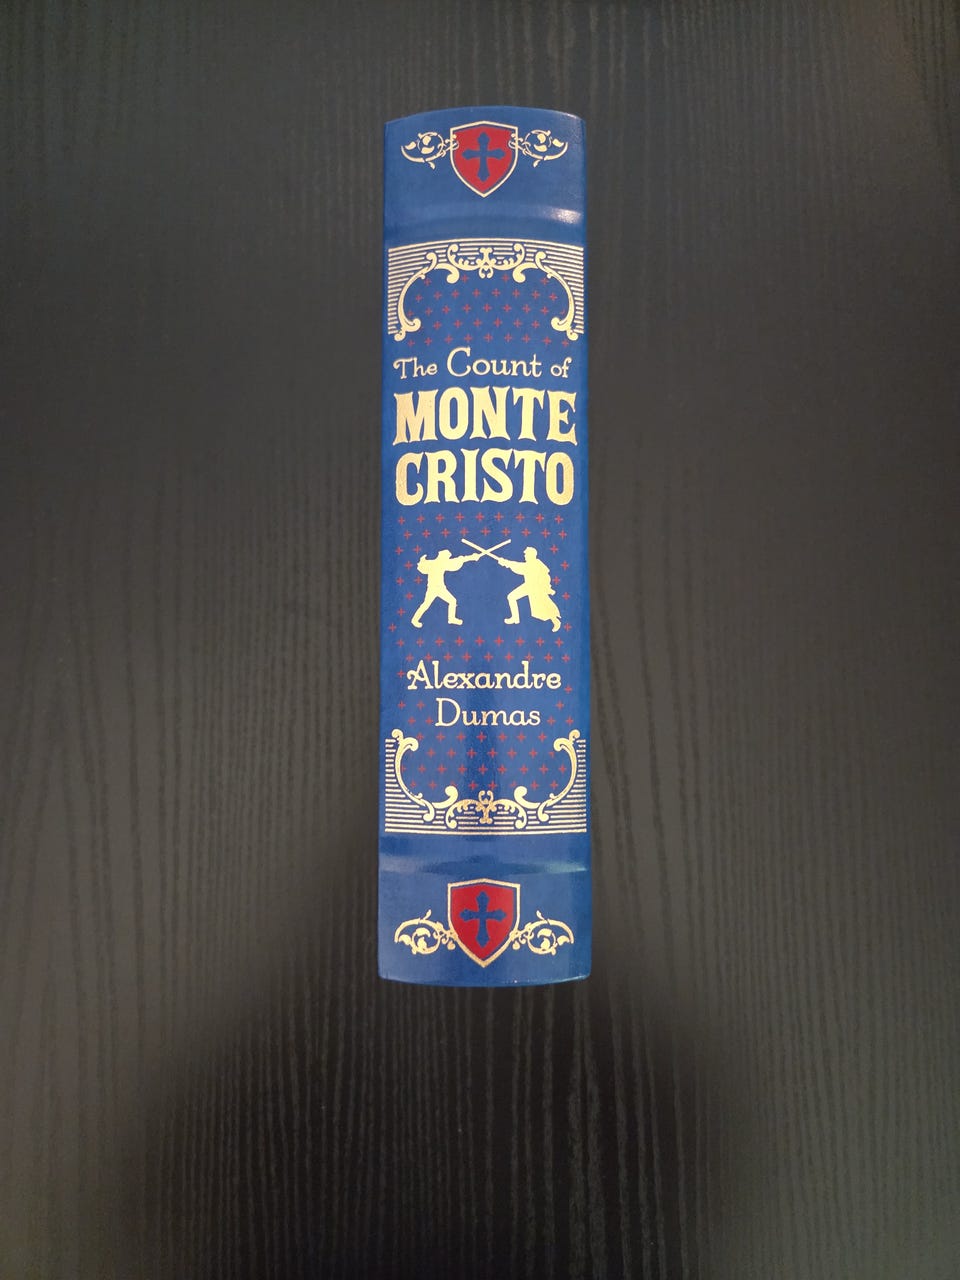 The Count of
MONTE
CRISTO
Alexandre
Dumas